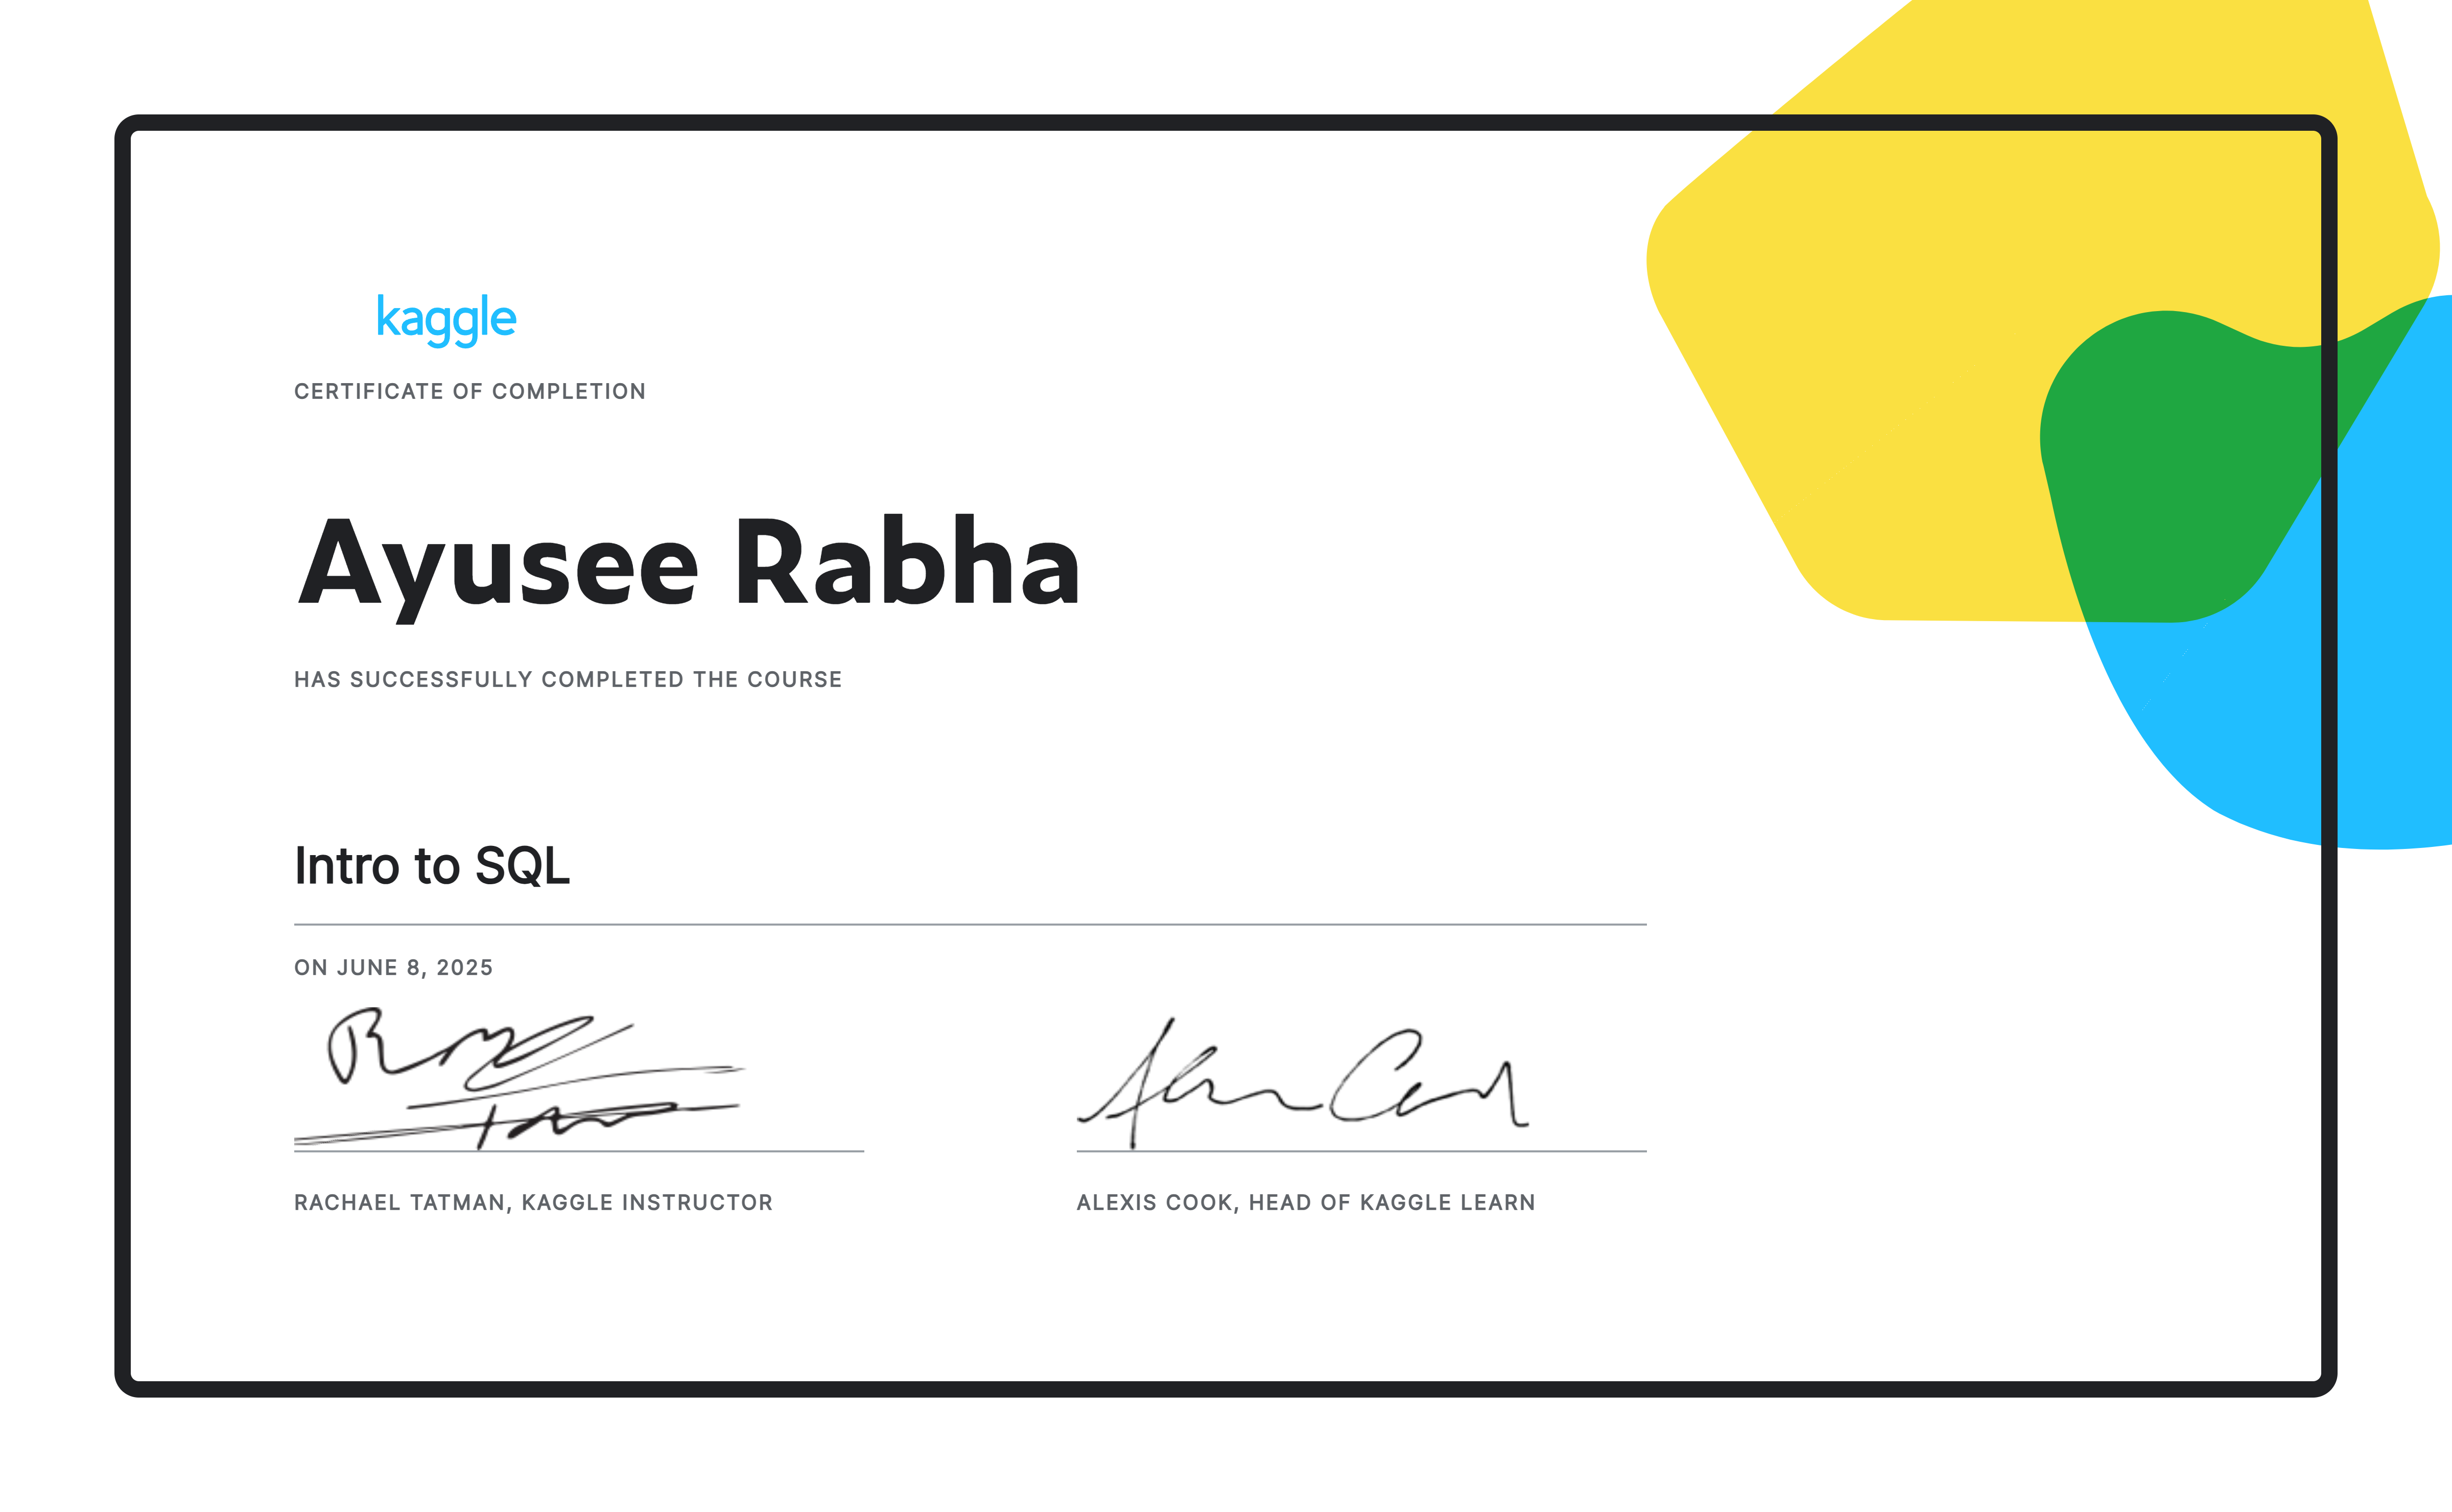 kaggle
CERTIFICATE OF COMPLETION
Ayusee Rabha
HAS SUCCESSFULLY COMPLETED THE COURSE
Intro to SQL
ON JUNE 8, 2025
RACHAEL TATMAN, KAGGLE INSTRUCTOR
ALEXIS COOK, HEAD OF KAGGLE LEARN